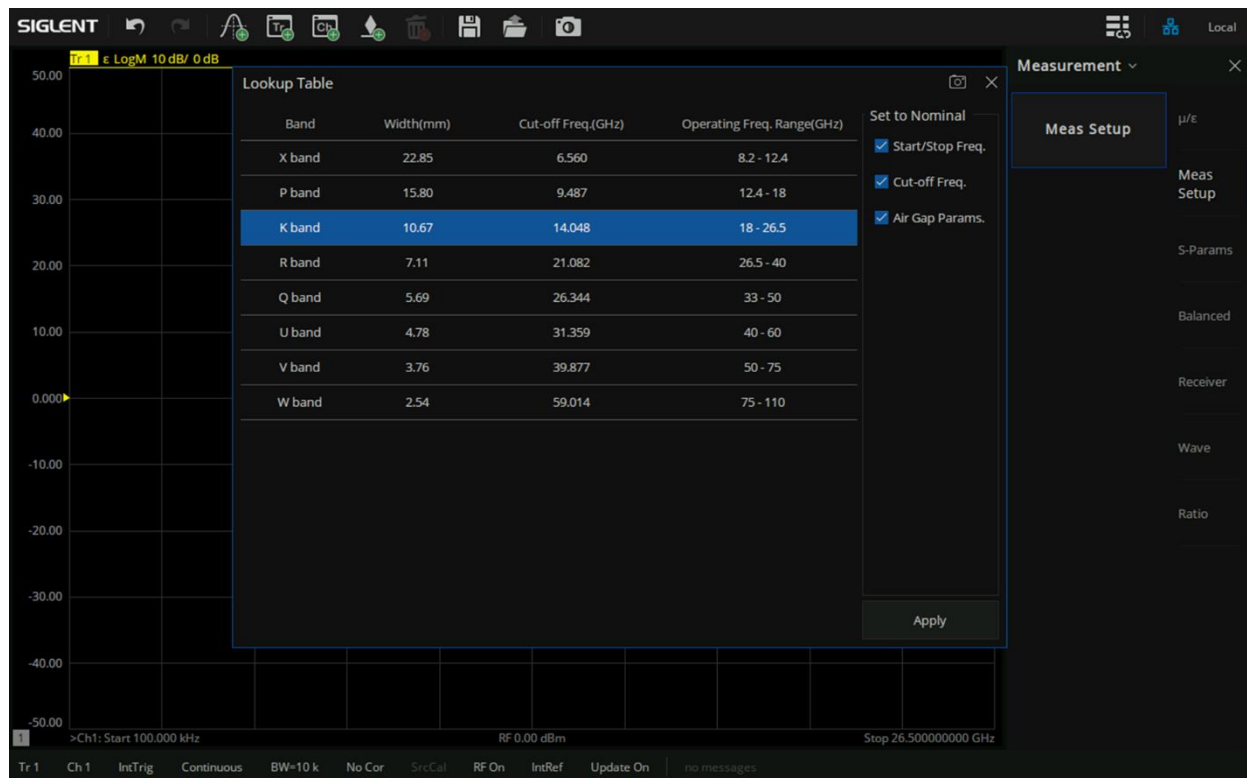 SIGLENT Tr Ch Local
Tr 1 ε LogM 10 dB/ 0 dB
50.00
40.00
30.00
20.00
10.00
0.000
-10.00
-20.00
-30.00
-40.00
-50.00
Lookup Table
Band Width(mm) Cut-off Freq.(GHz) Operating Freq. Range(GHz)
X band 22.85 6.560 8.2 - 12.4
P band 15.80 9.487 12.4 - 18
K band 10.67 14.048 18 - 26.5
R band 7.11 21.082 26.5 - 40
Q band 5.69 26.344 33 - 50
U band 4.78 31.359 40 - 60
V band 3.76 39.877 50 - 75
W band 2.54 59.014 75 - 110
Set to Nominal
Start/Stop Freq.
Cut-off Freq.
Air Gap Params.
Apply
Measurement
Meas Setup
μ/ε
Meas
Setup
S-Params
Balanced
Receiver
Wave
Ratio
1 >Ch1: Start 100.000 kHz RF 0.00 dBm Stop 26.500000000 GHz
Tr 1 Ch 1 IntTrig Continuous BW=10 k No Cor SrcCal RF On IntRef Update On no messages